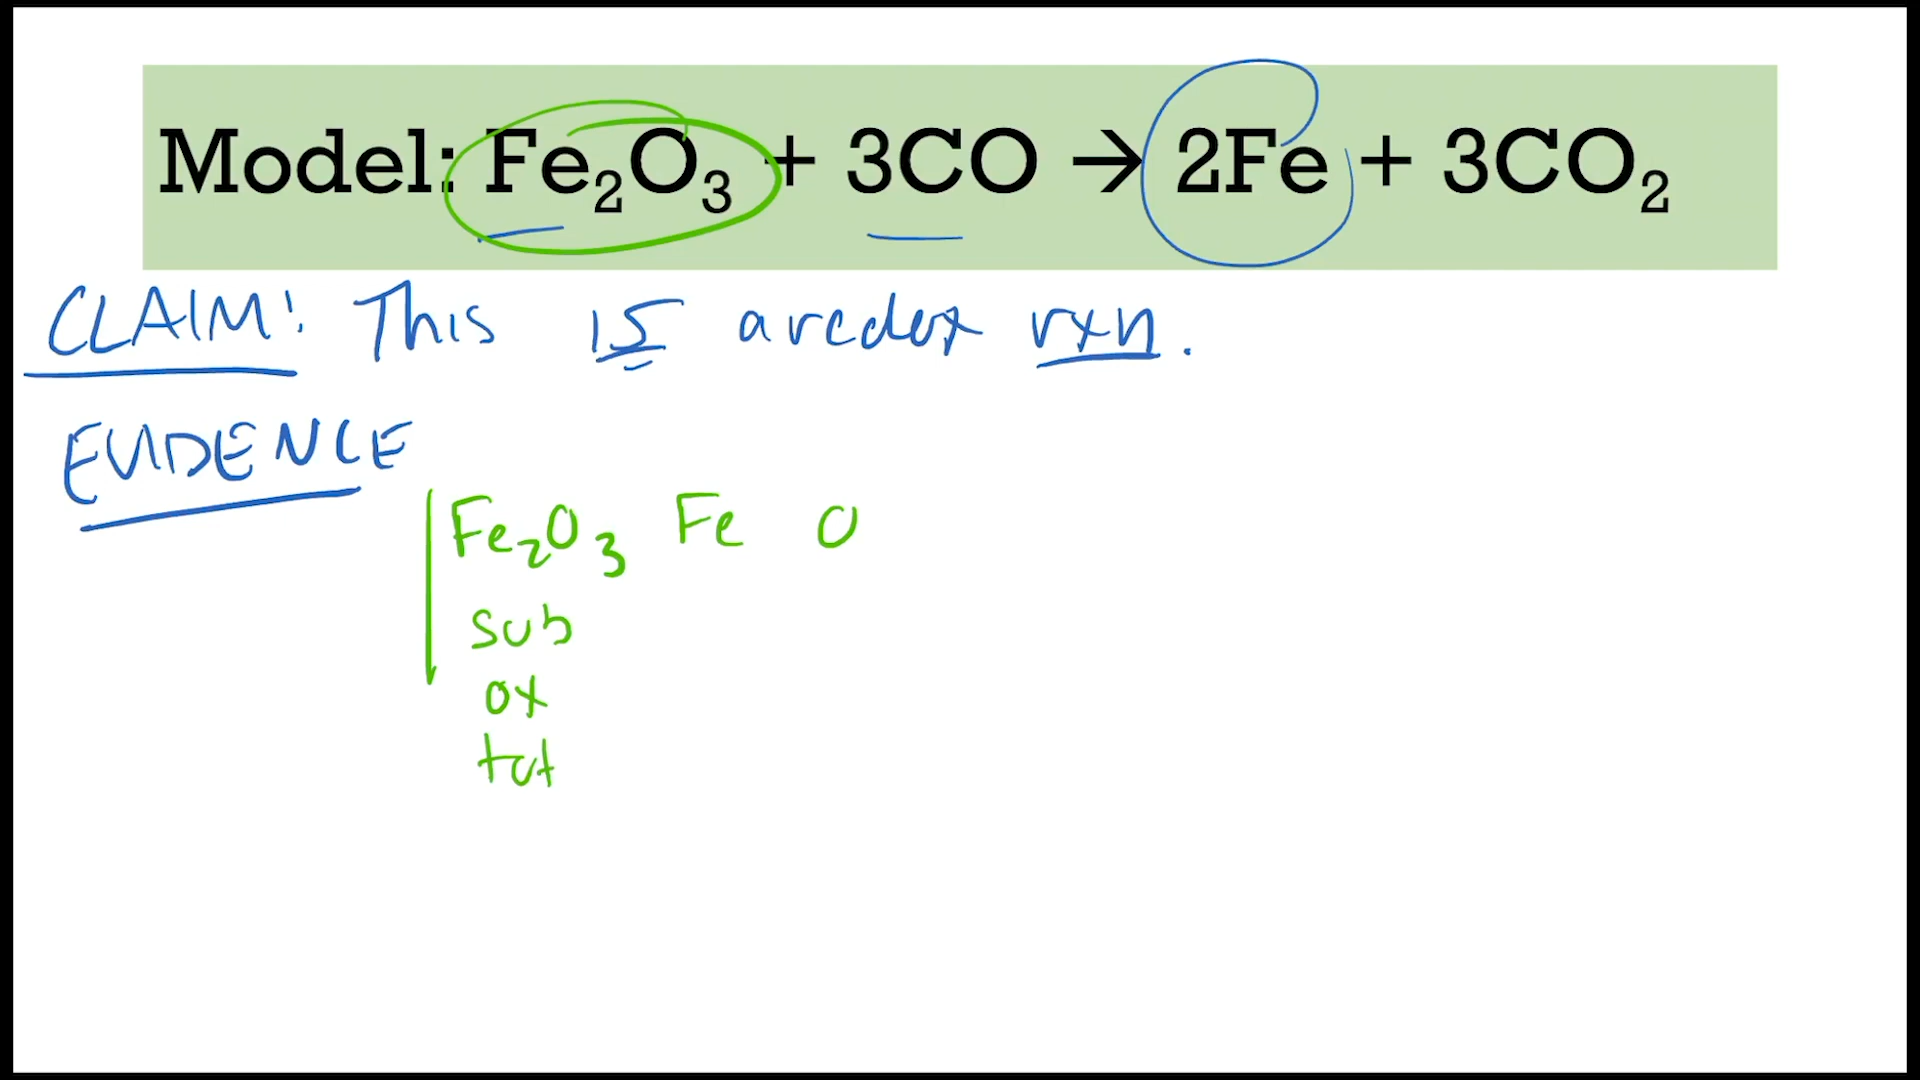 Model: Fe₂O₃ + 3CO → 2Fe + 3CO₂
CLAIM: This is a redox rxn.
EVIDENCE
Fe₂O₃ Fe O
sub
ox
tot